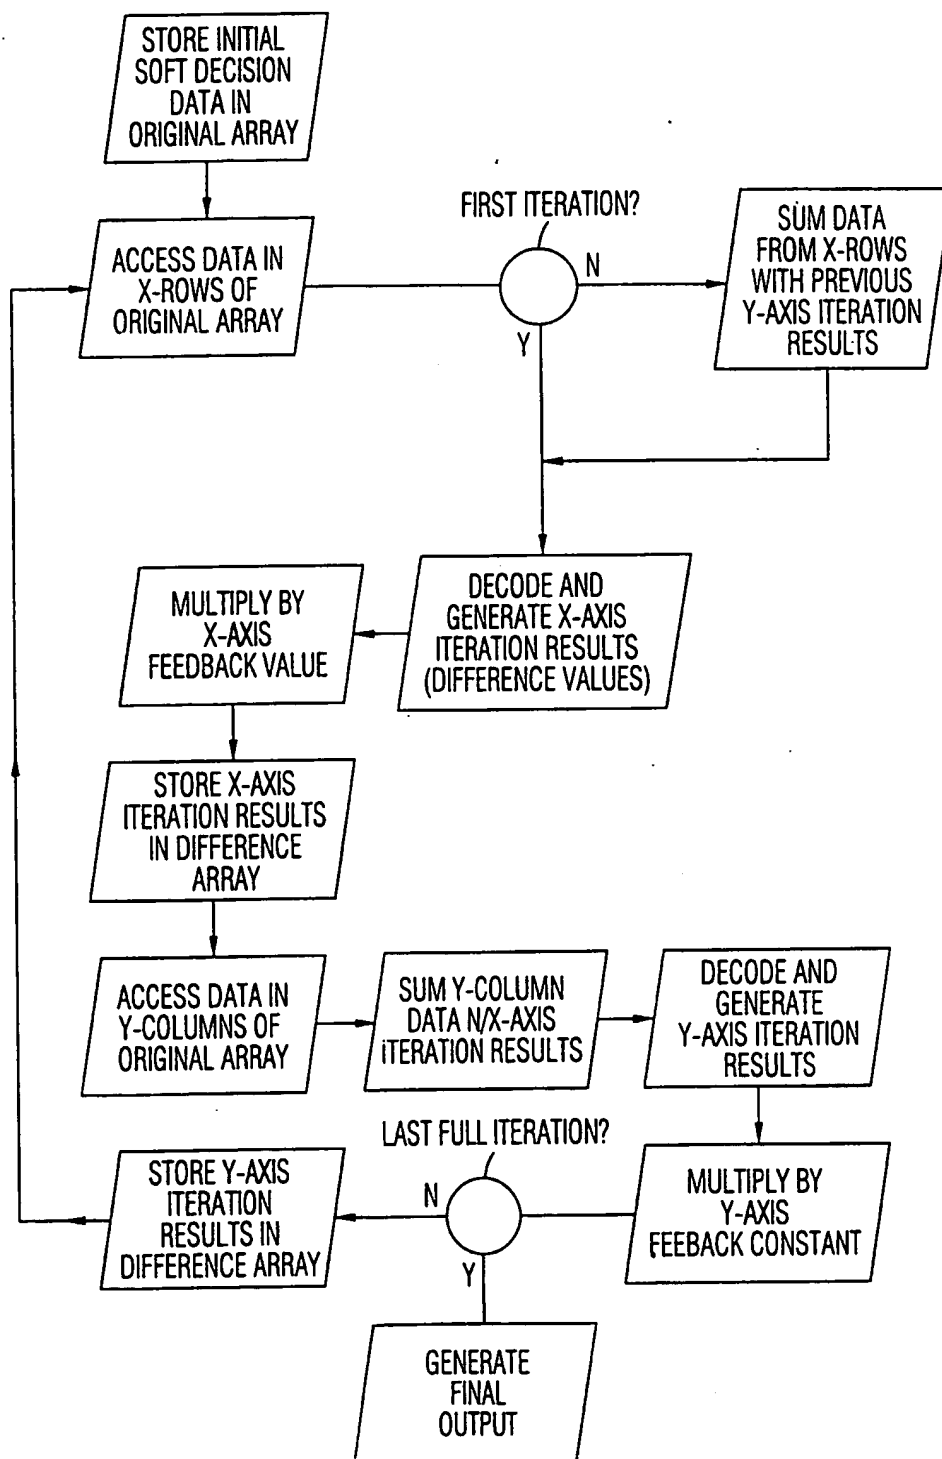 STORE INITIAL
SOFT DECISION
DATA IN
ORIGINAL ARRAY
ACCESS DATA IN
X-ROWS OF
ORIGINAL ARRAY
FIRST ITERATION?
N
Y
SUM DATA
FROM X-ROWS
WITH PREVIOUS
Y-AXIS ITERATION
RESULTS
DECODE AND
GENERATE X-AXIS
ITERATION RESULTS
(DIFFERENCE VALUES)
MULTIPLY BY
X-AXIS
FEEDBACK VALUE
STORE X-AXIS
ITERATION RESULTS
IN DIFFERENCE
ARRAY
ACCESS DATA IN
Y-COLUMNS OF
ORIGINAL ARRAY
SUM Y-COLUMN
DATA N/X-AXIS
ITERATION RESULTS
DECODE AND
GENERATE
Y-AXIS ITERATION
RESULTS
MULTIPLY BY
Y-AXIS
FEEBACK CONSTANT
LAST FULL ITERATION?
N
Y
STORE Y-AXIS
ITERATION
RESULTS IN
DIFFERENCE ARRAY
GENERATE
FINAL
OUTPUT